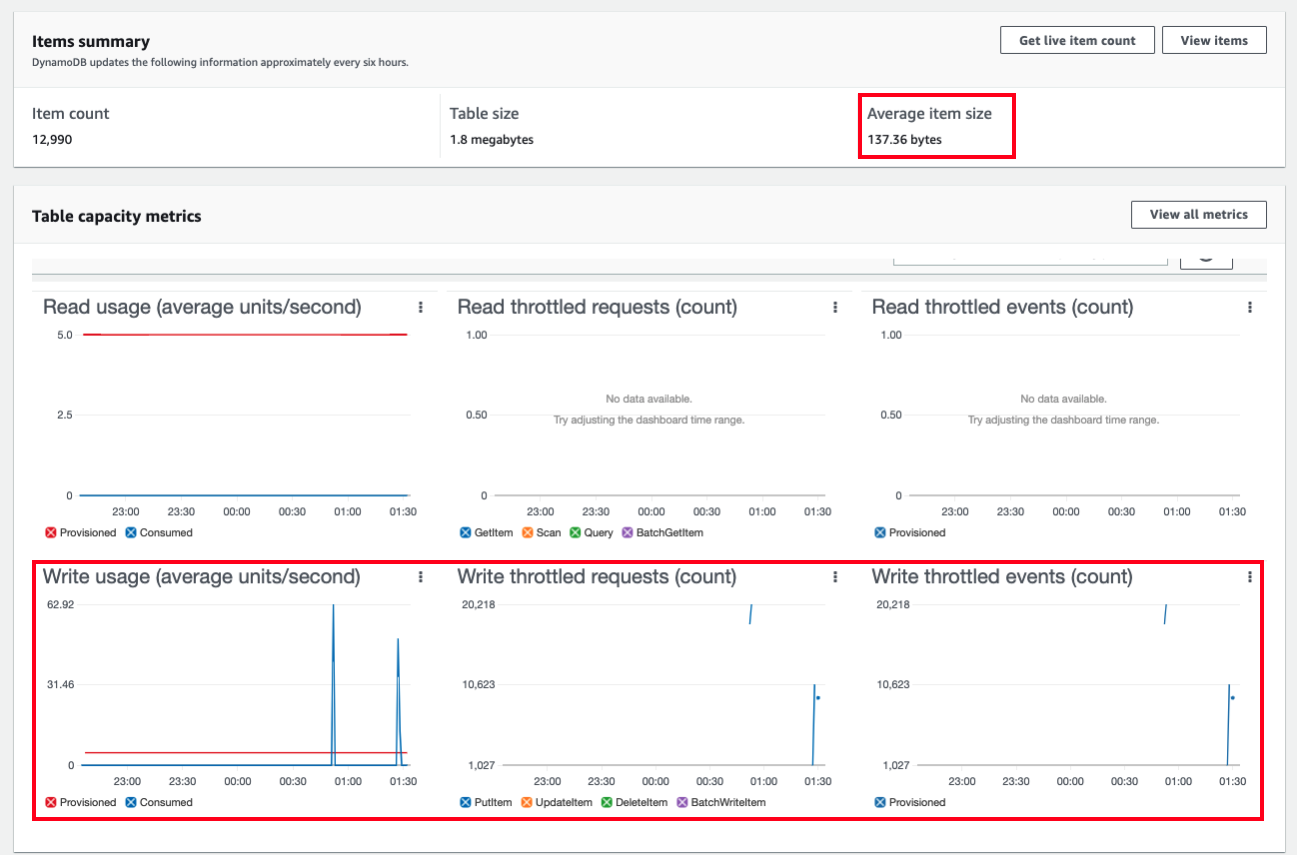 Items summary
Get live item count
View items
DynamoDB updates the following information approximately every six hours.
Item count
Table size
Average item size
12,990
1.8 megabytes
137.36 bytes
Table capacity metrics
View all metrics
Read usage (average units/second)
5.0
2.5
0
23:00 23:30 00:00 00:30 01:00 01:30
Provisioned Consumed
Read throttled requests (count)
1.00
No data available.
0.50
Try adjusting the dashboard time range.
0
23:00 23:30 00:00 00:30 01:00 01:30
GetItem Scan Query BatchGetItem
Read throttled events (count)
1.00
No data available.
0.50
Try adjusting the dashboard time range.
0
23:00 23:30 00:00 00:30 01:00 01:30
Provisioned
Write usage (average units/second)
62.92
31.46
0
23:00 23:30 00:00 00:30 01:00 01:30
Provisioned Consumed
Write throttled requests (count)
20,218
10,623
1,027
23:00 23:30 00:00 00:30 01:00 01:30
PutItem UpdateItem DeleteItem BatchWriteItem
Write throttled events (count)
20,218
10,623
1,027
23:00 23:30 00:00 00:30 01:00 01:30
Provisioned